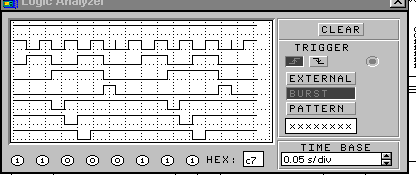 Logic Analyzer
CLEAR
TRIGGER
EXTERNAL
BURST
PATTERN
xxxxxxxx
TIME BASE
0.05 s/div
1 1 0 0 0 1 1 1 HEX: c7